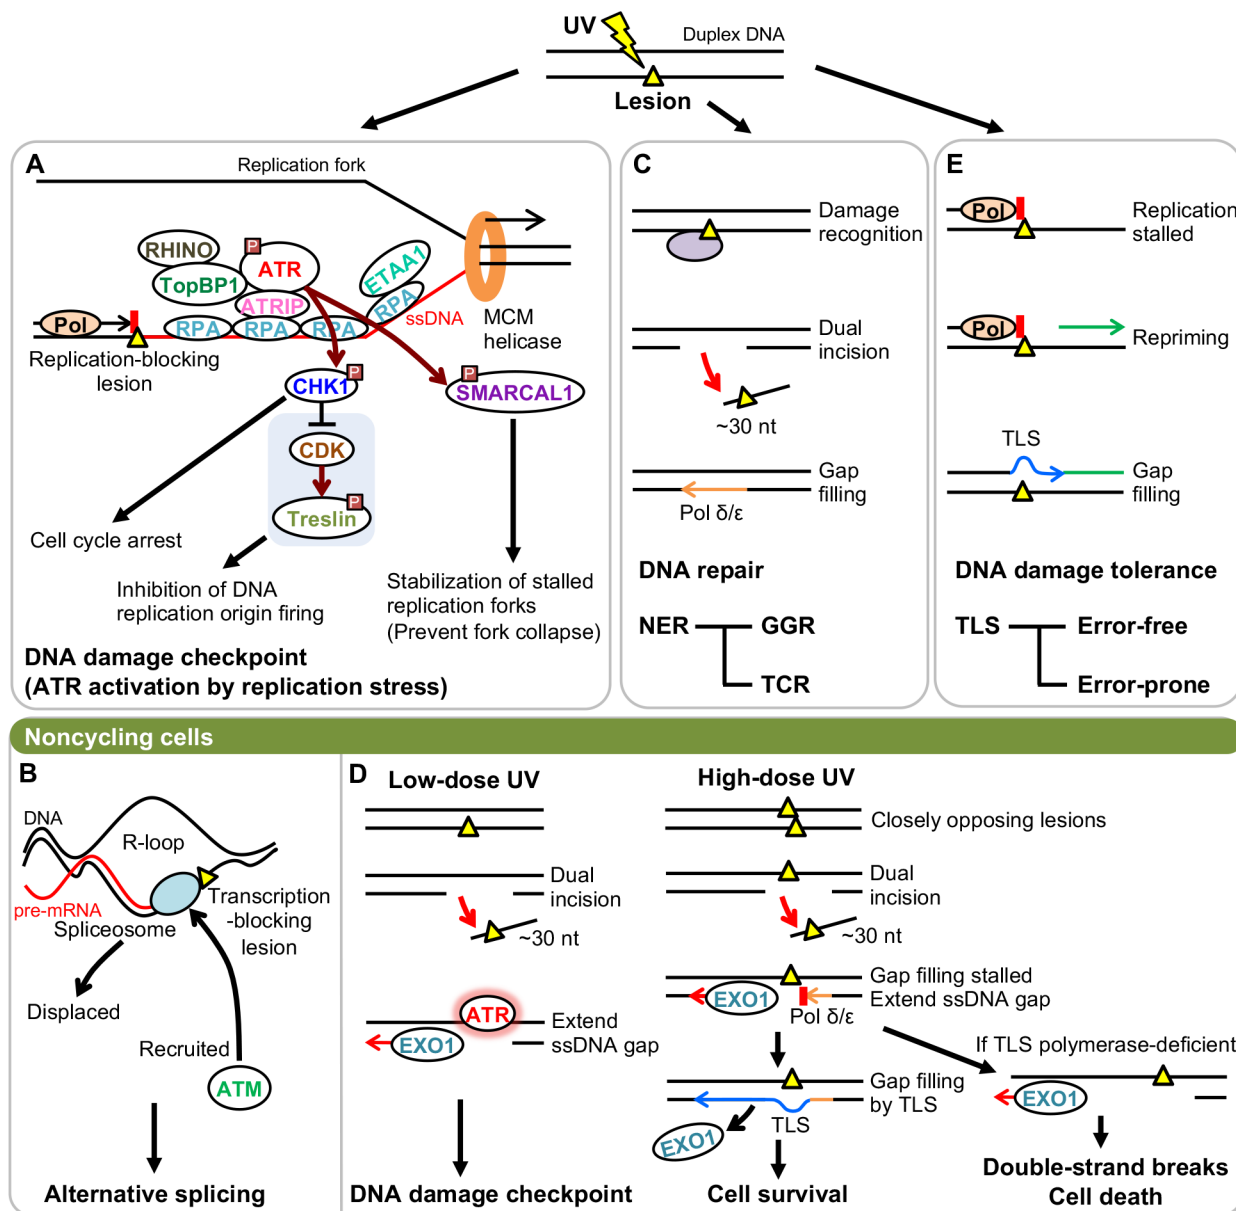 UV
Duplex DNA
Lesion
A
Replication fork
RHINO
P
ATR
TopBP1
ETAA1
ATRIP
RPA
ssDNA
Pol
RPA
RPA
RPA
MCM
helicase
Replication-blocking
lesion
P
CHK1
P
SMARCAL1
CDK
P
Treslin
Cell cycle arrest
Inhibition of DNA
replication origin firing
Stabilization of stalled
replication forks
(Prevent fork collapse)
DNA damage checkpoint
(ATR activation by replication stress)
C
Damage
recognition
Dual
incision
~30 nt
Gap
filling
Pol δ/ε
DNA repair
NER
GGR
TCR
E
Pol
Replication
stalled
Pol
Repriming
TLS
Gap
filling
DNA damage tolerance
TLS
Error-free
Error-prone
Noncycling cells
B
DNA
R-loop
pre-mRNA
Spliceosome
Transcription
-blocking
lesion
Displaced
Recruited
ATM
Alternative splicing
D
Low-dose UV
Dual
incision
~30 nt
ATR
EXO1
Extend
ssDNA gap
DNA damage checkpoint
High-dose UV
Closely opposing lesions
Dual
incision
~30 nt
Gap filling stalled
Extend ssDNA gap
EXO1
Pol δ/ε
Gap filling
by TLS
TLS
EXO1
Cell survival
If TLS polymerase-deficient
EXO1
Double-strand breaks
Cell death